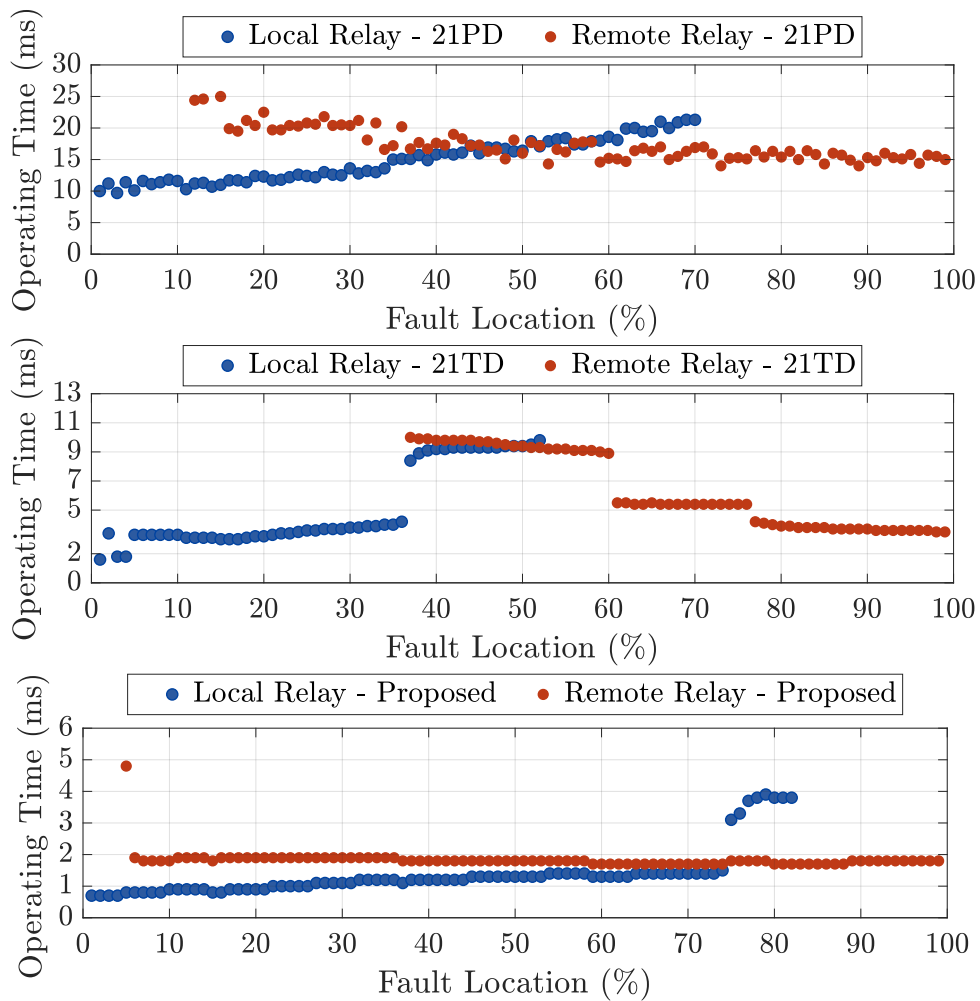 Local Relay - 21PD Remote Relay - 21PD
Operating Time (ms)
30
25
20
15
10
5
0
0 10 20 30 40 50 60 70 80 90 100
Fault Location (%)
Local Relay - 21TD Remote Relay - 21TD
Operating Time (ms)
13
11
9
7
5
2
0
0 10 20 30 40 50 60 70 80 90 100
Fault Location (%)
Local Relay - Proposed Remote Relay - Proposed
Operating Time (ms)
6
5
4
3
2
1
0
0 10 20 30 40 50 60 70 80 90 100
Fault Location (%)